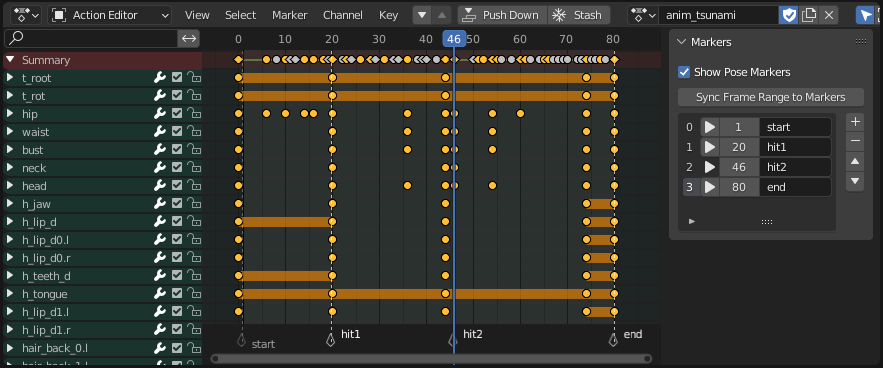 Action Editor View Select Marker Channel Key Push Down Stash anim_tsunami
0 10 20 30 40 46 50 60 70 80
Summary
t_root
t_rot
hip
waist
bust
neck
head
h_jaw
h_lip_d
h_lip_d0.l
h_lip_d0.r
h_teeth_d
h_tongue
h_lip_d1.l
h_lip_d1.r
hair_back_0.l
hair_back_1.l
start hit1 hit2 end
Markers
Show Pose Markers
Sync Frame Range to Markers
0 1 start
1 20 hit1
2 46 hit2
3 80 end